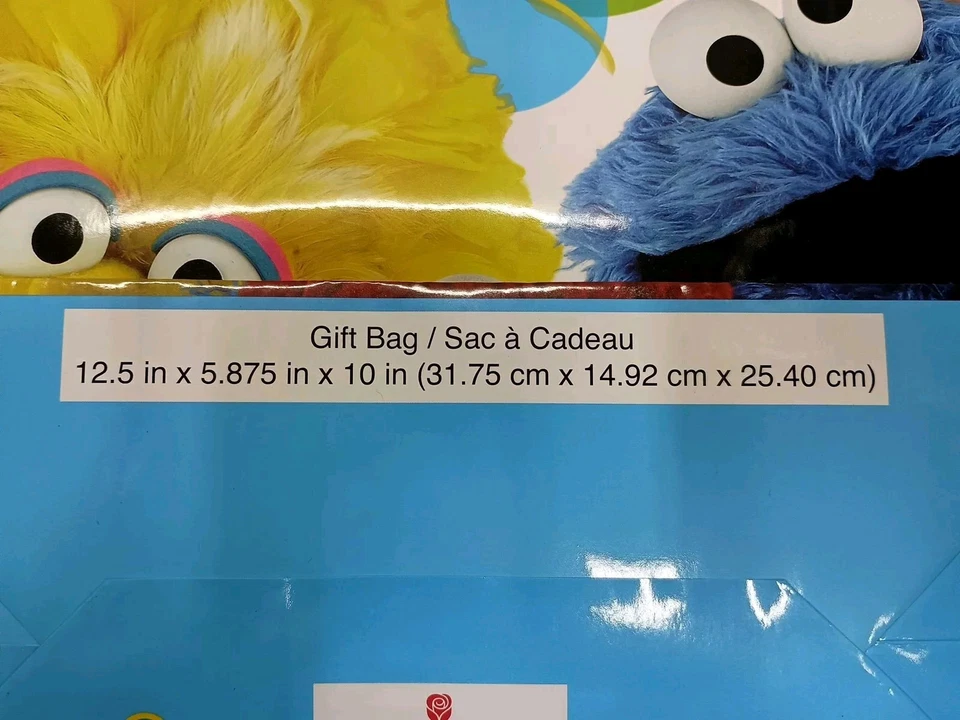 Gift Bag / Sac à Cadeau
12.5 in x 5.875 in x 10 in (31.75 cm x 14.92 cm x 25.40 cm)